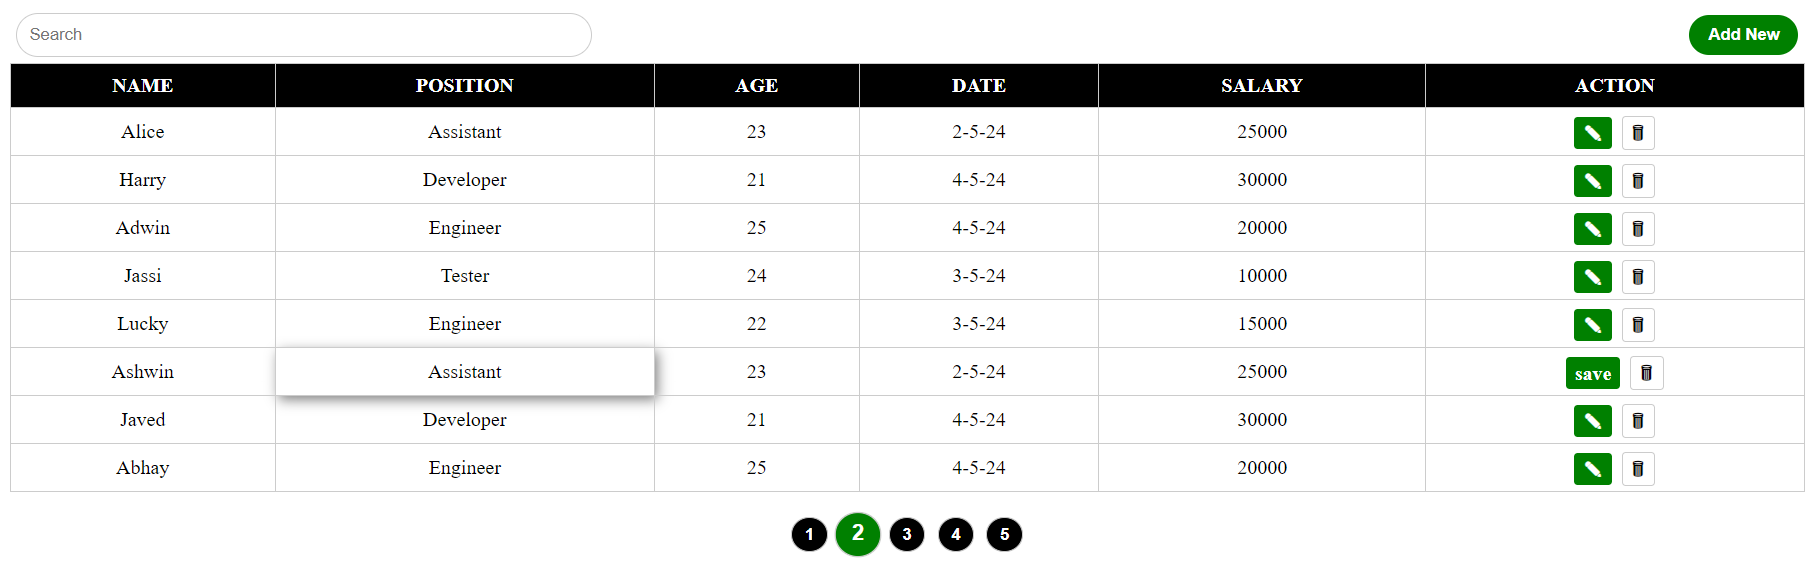 Search Add New
NAME POSITION AGE DATE SALARY ACTION
Alice Assistant 23 2-5-24 25000
Harry Developer 21 4-5-24 30000
Adwin Engineer 25 4-5-24 20000
Jassi Tester 24 3-5-24 10000
Lucky Engineer 22 3-5-24 15000
Ashwin Assistant 23 2-5-24 25000 save
Javed Developer 21 4-5-24 30000
Abhay Engineer 25 4-5-24 20000
1 2 3 4 5